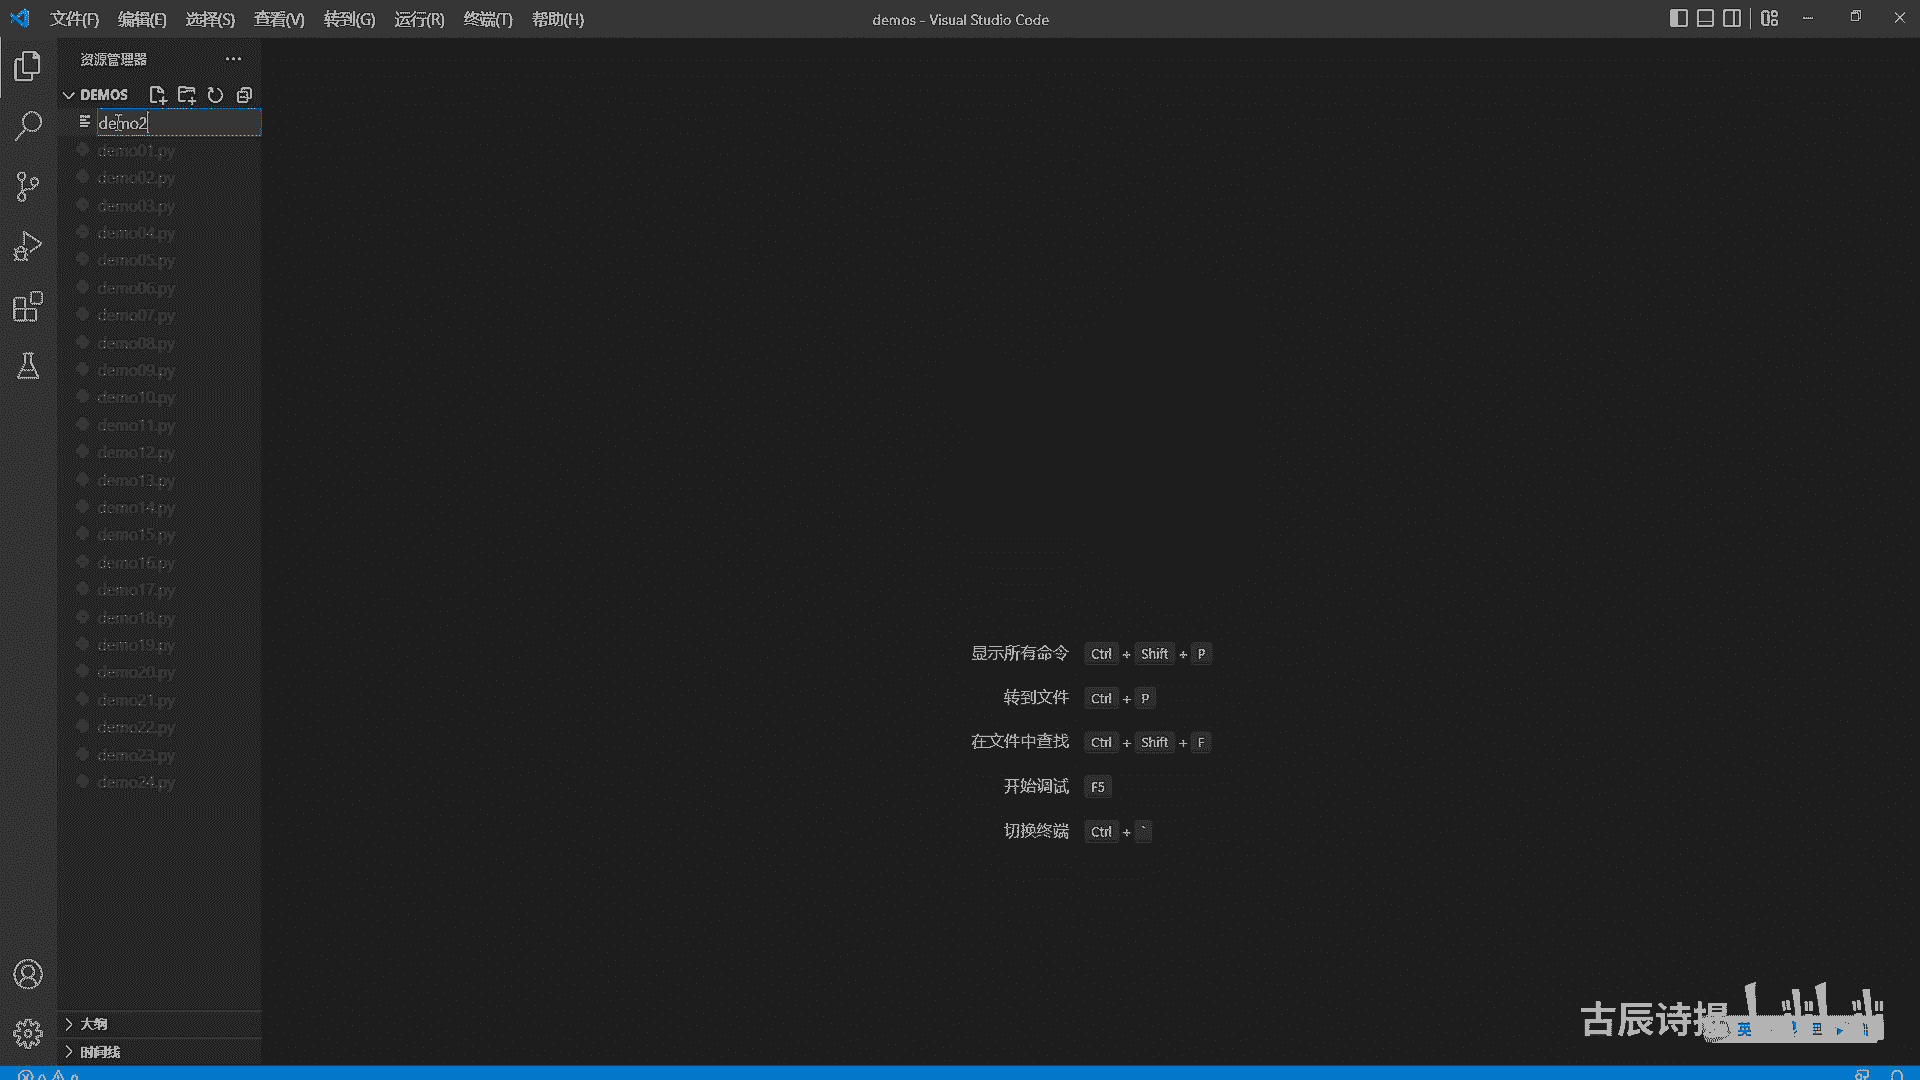 文件(F) 编辑(E) 选择(S) 查看(V) 转到(G) 运行(R) 终端(T) 帮助(H)
demos - Visual Studio Code
资源管理器
DEMOS
demo2
demo01.py
demo02.py
demo03.py
demo04.py
demo05.py
demo06.py
demo07.py
demo08.py
demo09.py
demo10.py
demo11.py
demo12.py
demo13.py
demo14.py
demo15.py
demo16.py
demo17.py
demo18.py
demo19.py
demo20.py
demo21.py
demo22.py
demo23.py
demo24.py
显示所有命令 Ctrl + Shift + P
转到文件 Ctrl + P
在文件中查找 Ctrl + Shift + F
开始调试 F5
切换终端 Ctrl + `
大纲
时间线
古辰诗
英